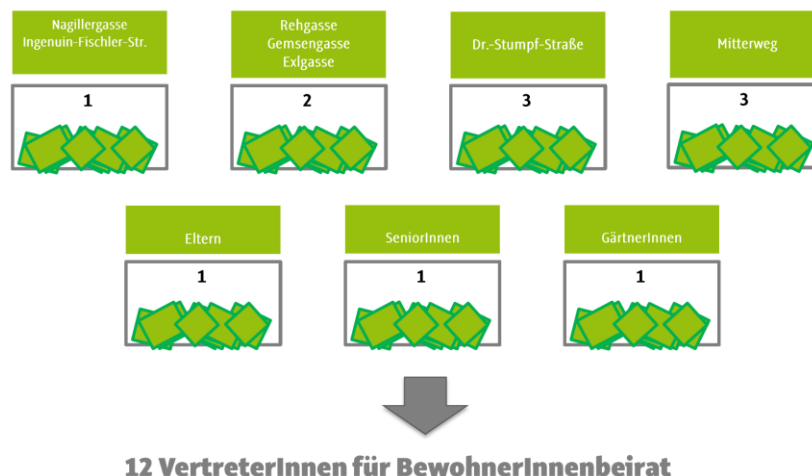 Nagillergasse
Ingenuin-Fischler-Str.
Rehgasse
Gemsengasse
Exlgasse
Dr.-Stumpf-Straße
Mitterweg
1
2
3
3
Eltern
SeniorInnen
GärtnerInnen
1
1
1
12 VertreterInnen für BewohnerInnenbeirat